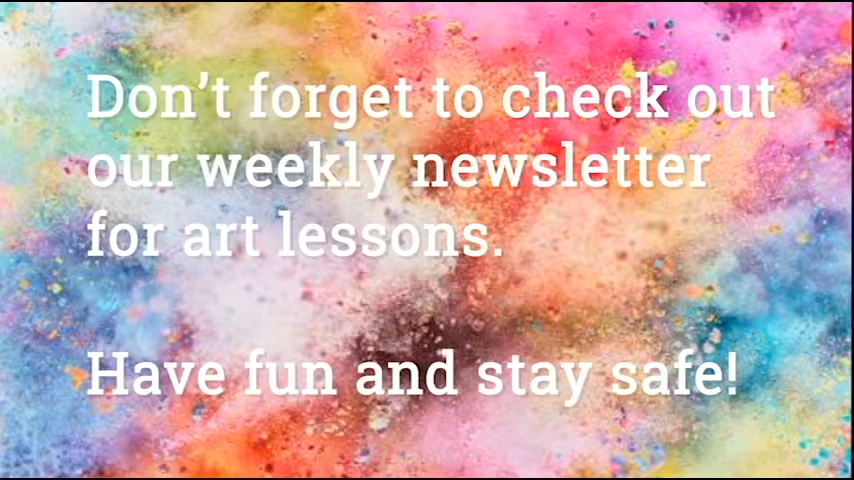 Don’t forget to check out
our weekly newsletter
for art lessons.
Have fun and stay safe!